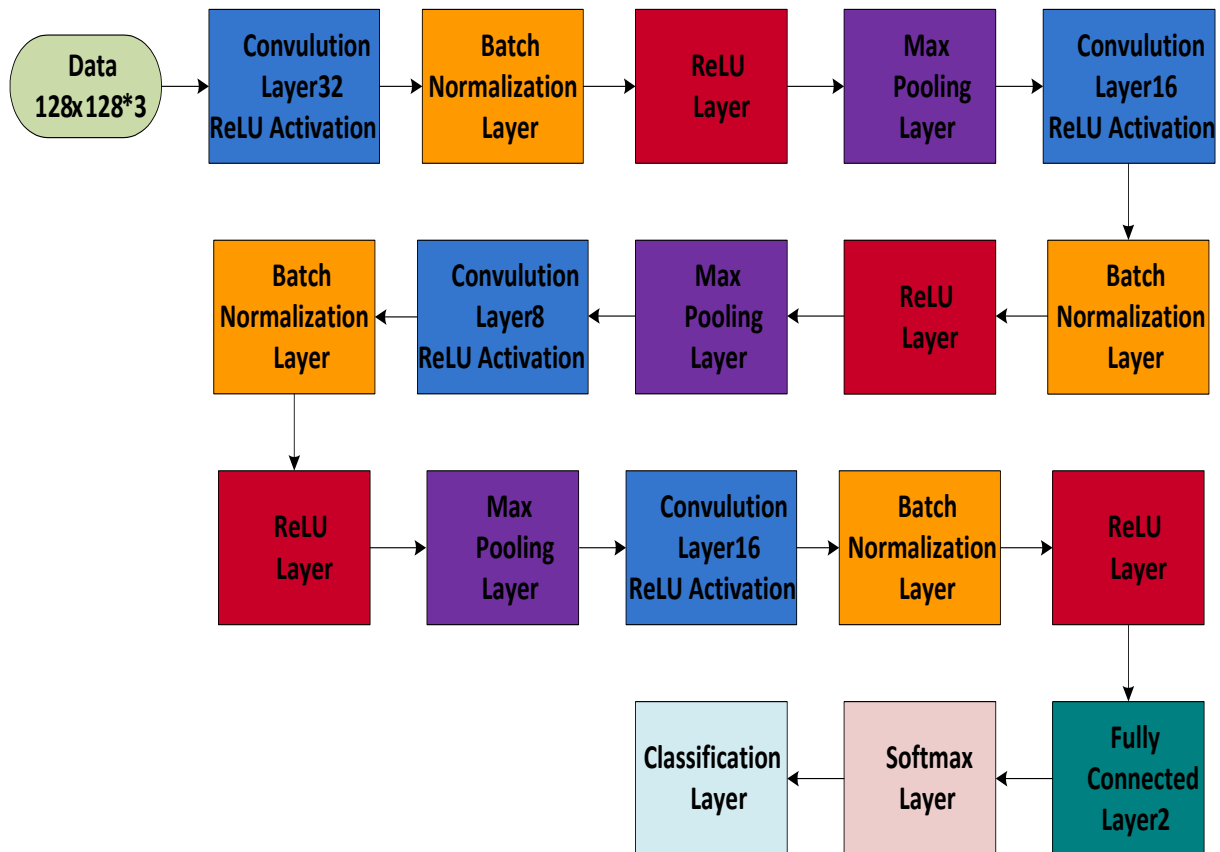 Data
128x128*3
Convulution
Layer32
ReLU Activation
Batch
Normalization
Layer
ReLU
Layer
Max
Pooling
Layer
Convulution
Layer16
ReLU Activation
Batch
Normalization
Layer
ReLU
Layer
Max
Pooling
Layer
Convulution
Layer8
ReLU Activation
Batch
Normalization
Layer
ReLU
Layer
Max
Pooling
Layer
Convulution
Layer16
ReLU Activation
Batch
Normalization
Layer
ReLU
Layer
Fully
Connected
Layer2
Softmax
Layer
Classification
Layer